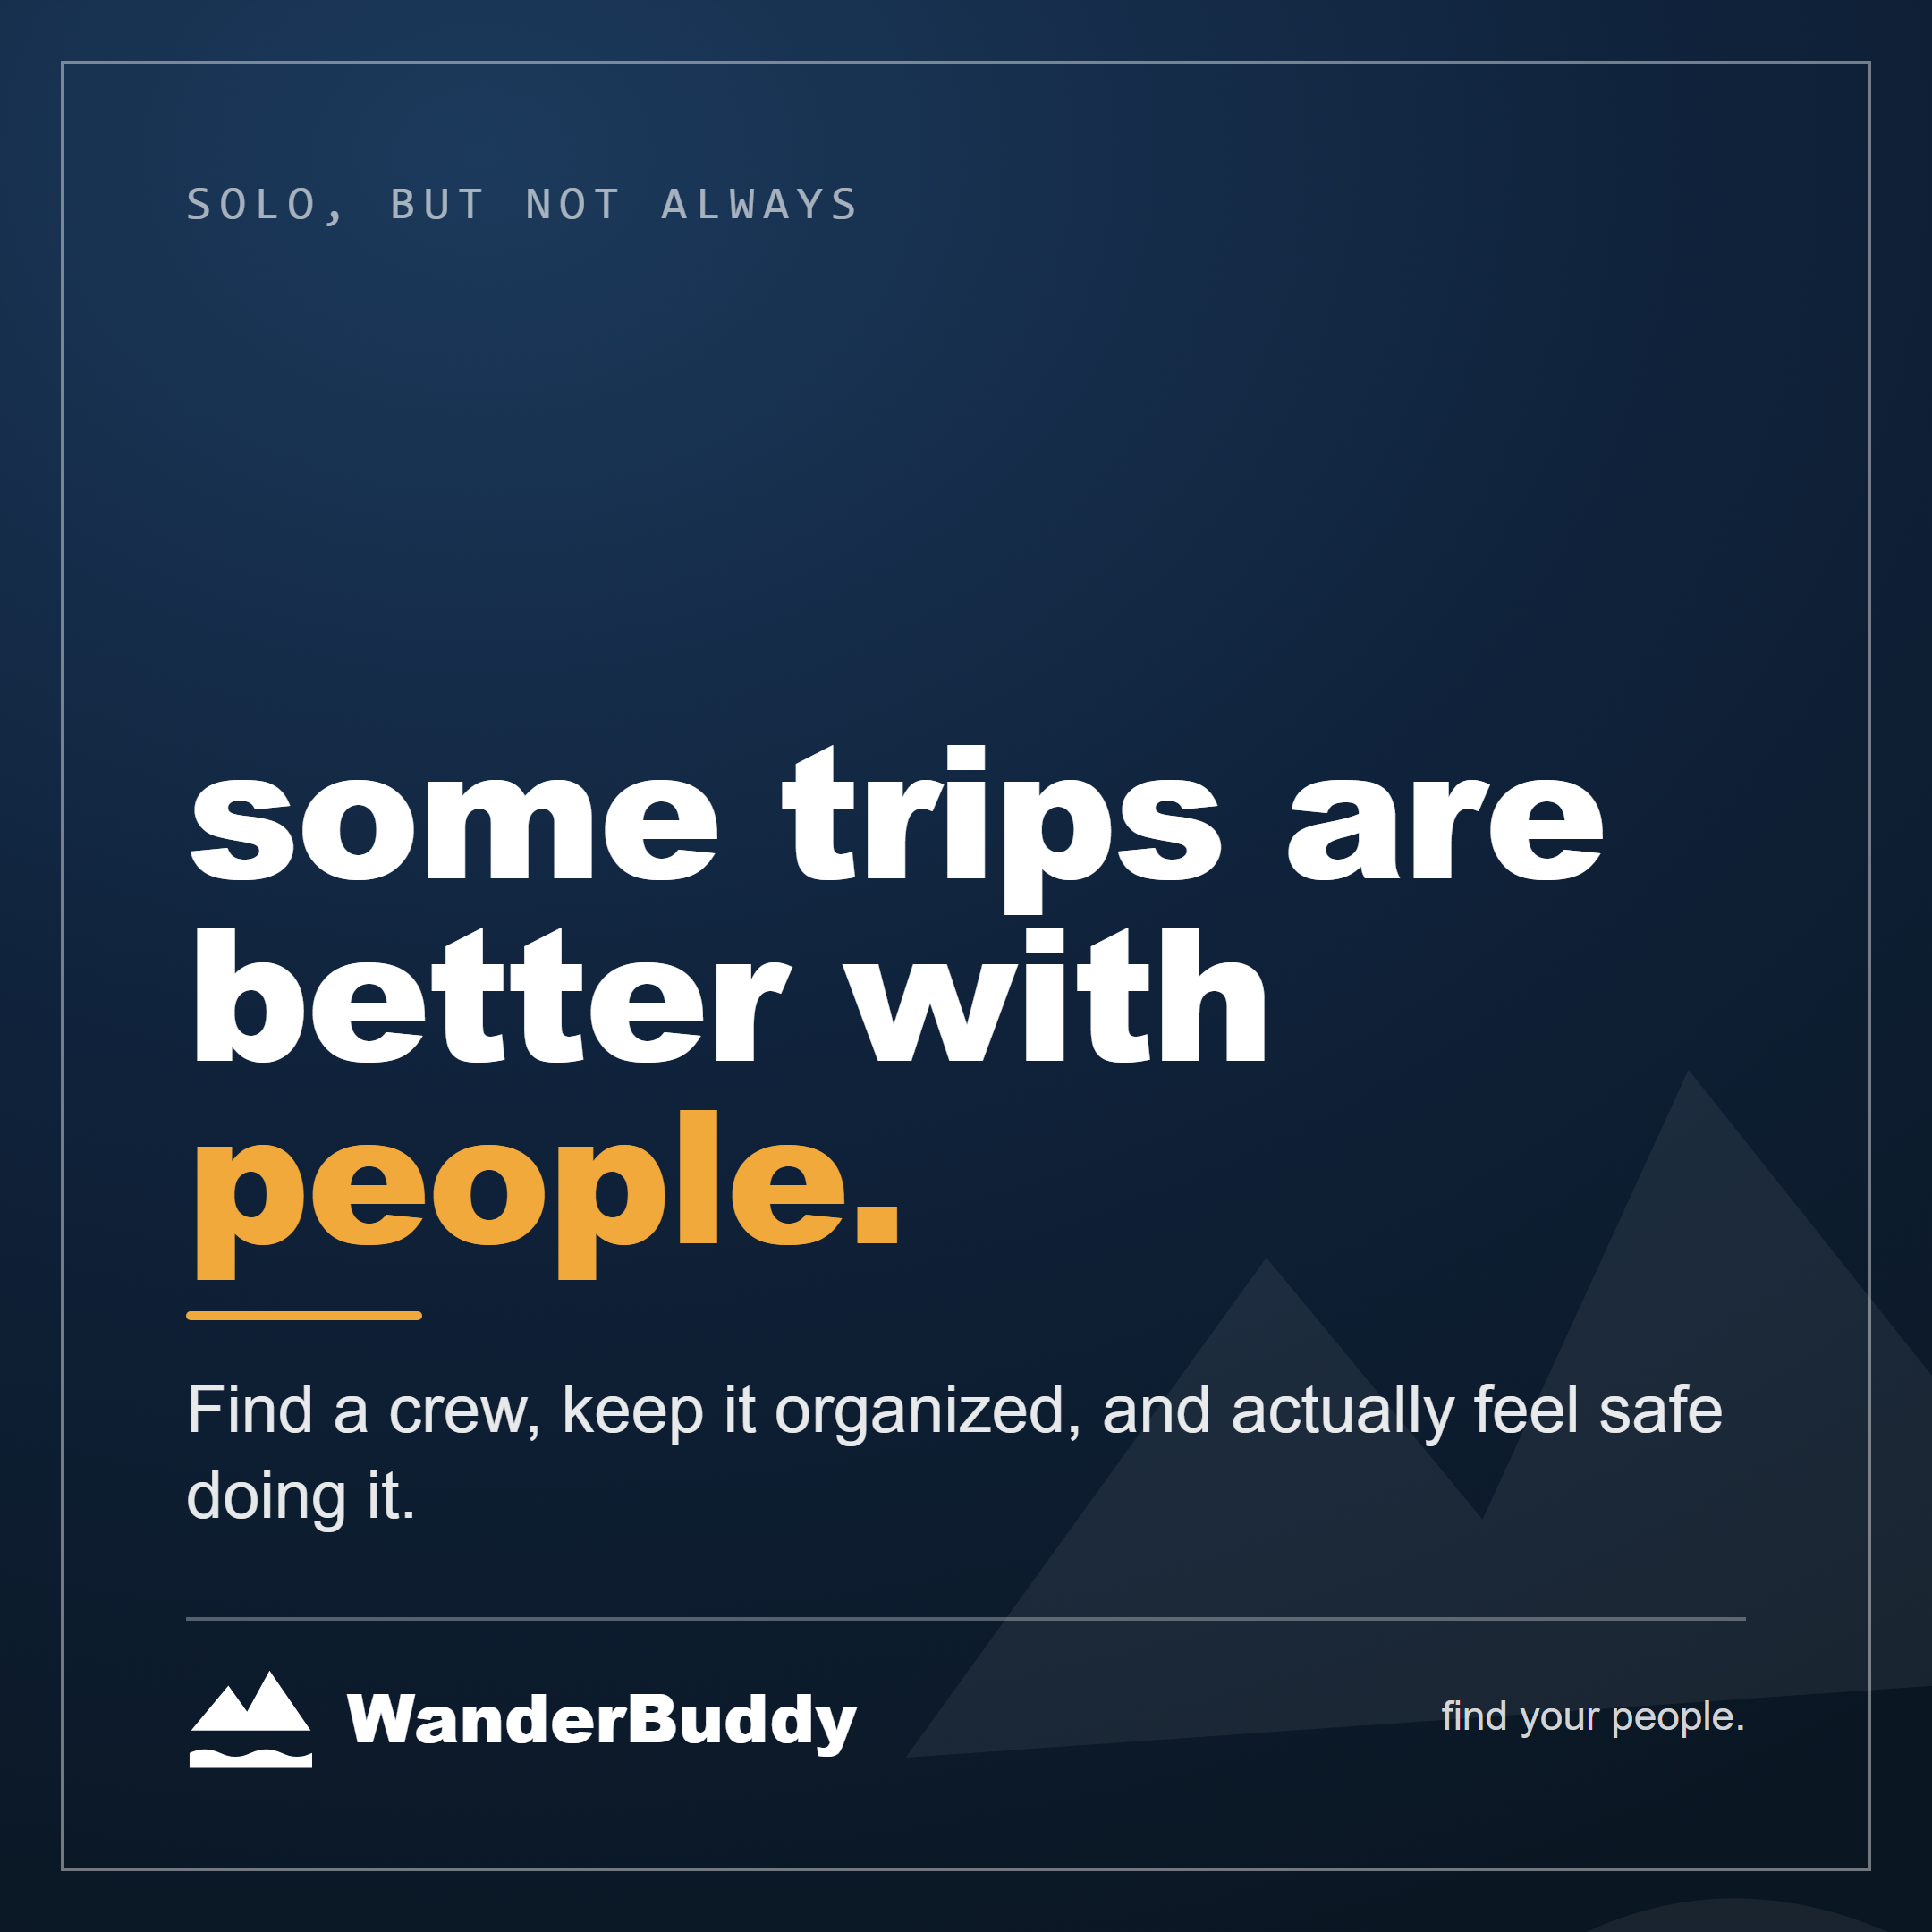 SOLO, BUT NOT ALWAYS
some trips are
better with
people.
Find a crew, keep it organized, and actually feel safe
doing it.
WanderBuddy
find your people.